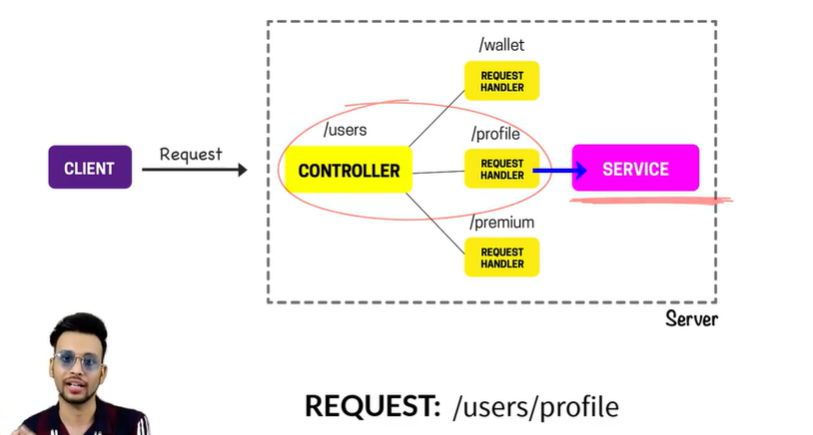 /wallet
REQUEST
HANDLER
/users
/profile
CLIENT
Request
CONTROLLER
REQUEST
HANDLER
SERVICE
/premium
REQUEST
HANDLER
Server
REQUEST: /users/profile